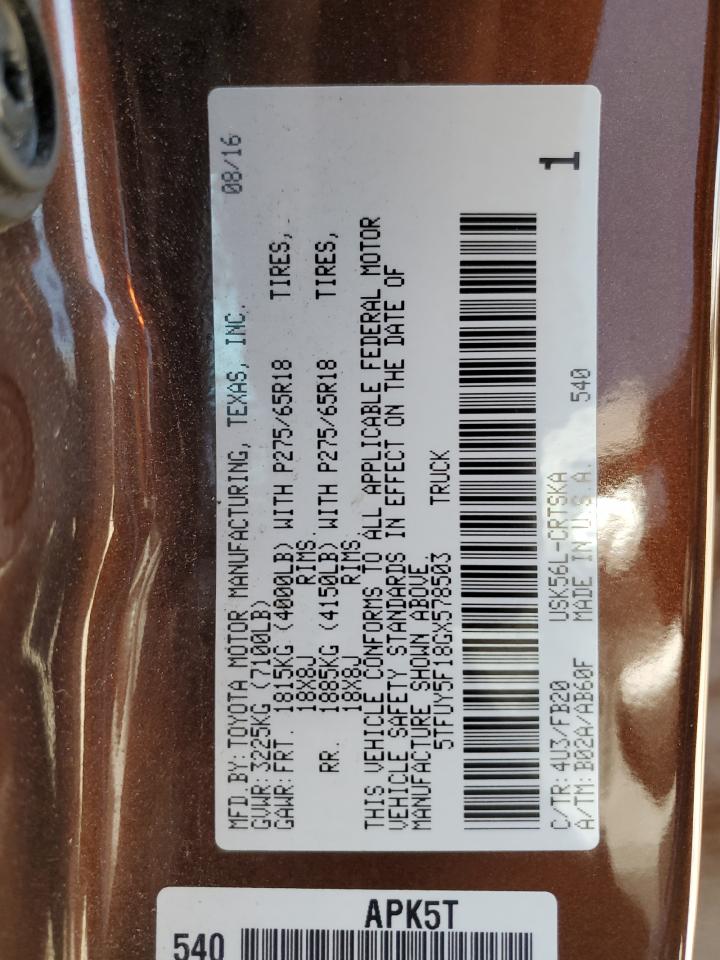 MFD.BY:TOYOTA MOTOR MANUFACTURING, TEXAS, INC. 08/16
GVWR:3225KG(7100LB)
GAWR:FRT. 1815KG(4000LB) WITH P275/65R18 TIRES,
18X8J RIMS.
RR. 1885KG(4150LB) WITH P275/65R18 TIRES,
18X8J RIMS.
THIS VEHICLE CONFORMS TO ALL APPLICABLE FEDERAL MOTOR
VEHICLE SAFETY STANDARDS IN EFFECT ON THE DATE OF
MANUFACTURE SHOWN ABOVE.
5TFUY5F18GX578503 TRUCK
1
C/TR:4U3/FB20 USK56L-CRTSKA 540
A/TM:B02A/AB60F MADE IN U.S.A.
APK5T
540